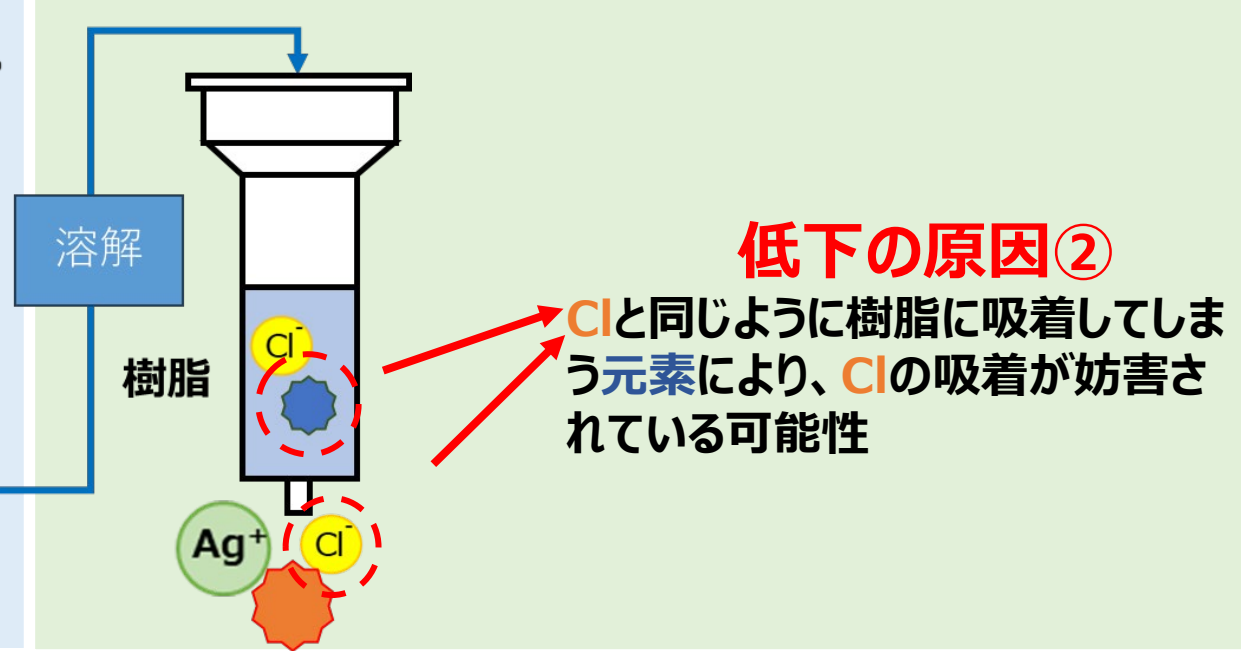 溶解
樹脂
Cl-
Ag+
Cl-
低下の原因②
Clと同じように樹脂に吸着してしま
う元素により、Clの吸着が妨害さ
れている可能性